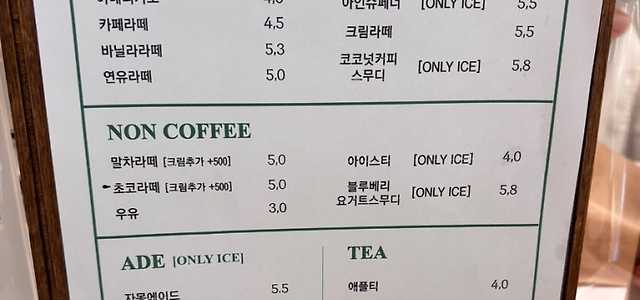 4,5
카페라떼 4,5
바닐라라떼 5,3
연유라떼 5,0
아인슈페너 [ONLY ICE] 5,5
크림라떼 5,5
코코넛커피
스무디 [ONLY ICE] 5,8
NON COFFEE
말차라떼 [크림추가 +500] 5,0
초코라떼 [크림추가 +500] 5,0
우유 3,0
아이스티 [ONLY ICE] 4,0
블루베리
요거트스무디 [ONLY ICE] 5,8
ADE [ONLY ICE]
자몽에이드 5.5
TEA
애플티 4,0